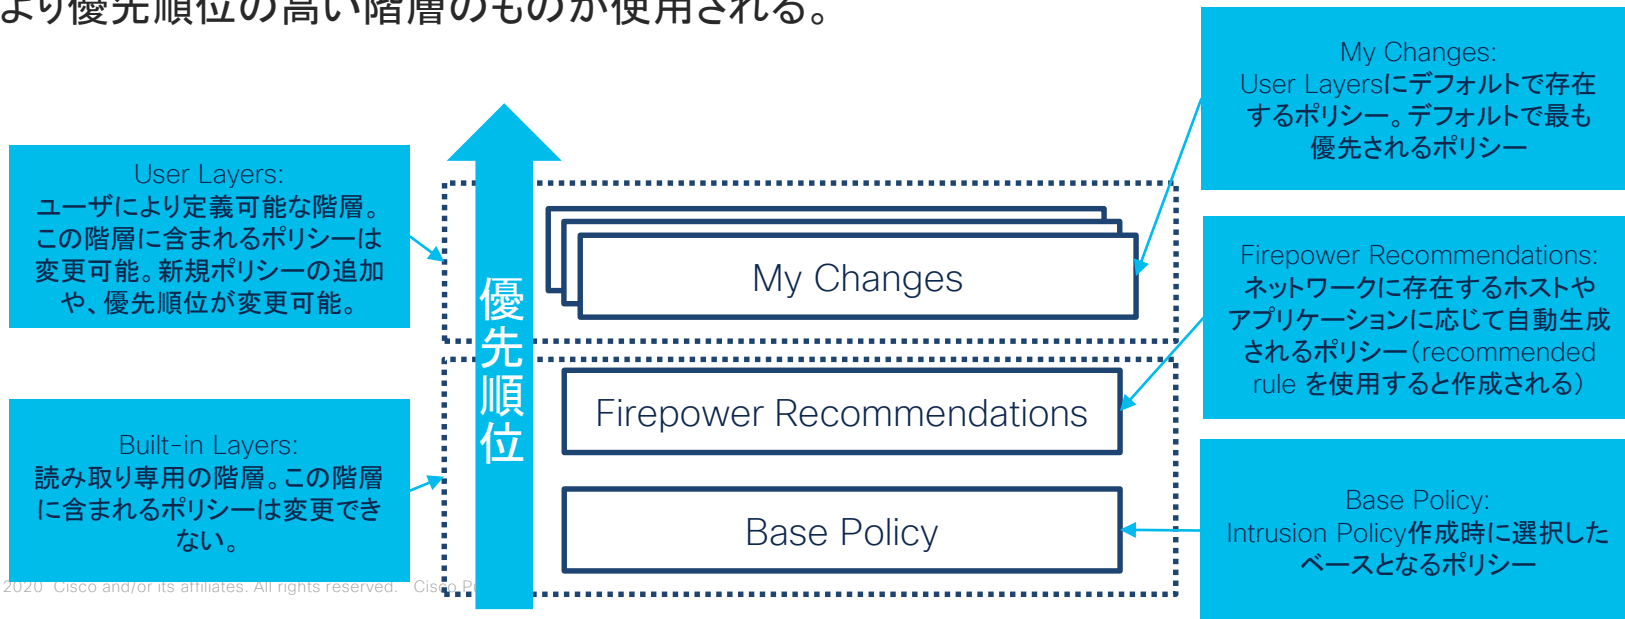 より優先順位の高い階層のものが使用される。
My Changes:
User Layersにデフォルトで存在
するポリシー。デフォルトで最も
優先されるポリシー
User Layers:
ユーザにより定義可能な階層。
この階層に含まれるポリシーは
変更可能。新規ポリシーの追加
や、優先順位が変更可能。
優先順位
My Changes
Firepower Recommendations:
ネットワークに存在するホストや
アプリケーションに応じて自動生成
されるポリシー（recommended
rule を使用すると作成される）
Firepower Recommendations
Built-in Layers:
読み取り専用の階層。この階層
に含まれるポリシーは変更でき
ない。
Base Policy
Base Policy:
Intrusion Policy作成時に選択した
ベースとなるポリシー
2020 Cisco and/or its affiliates. All rights reserved. Cisco